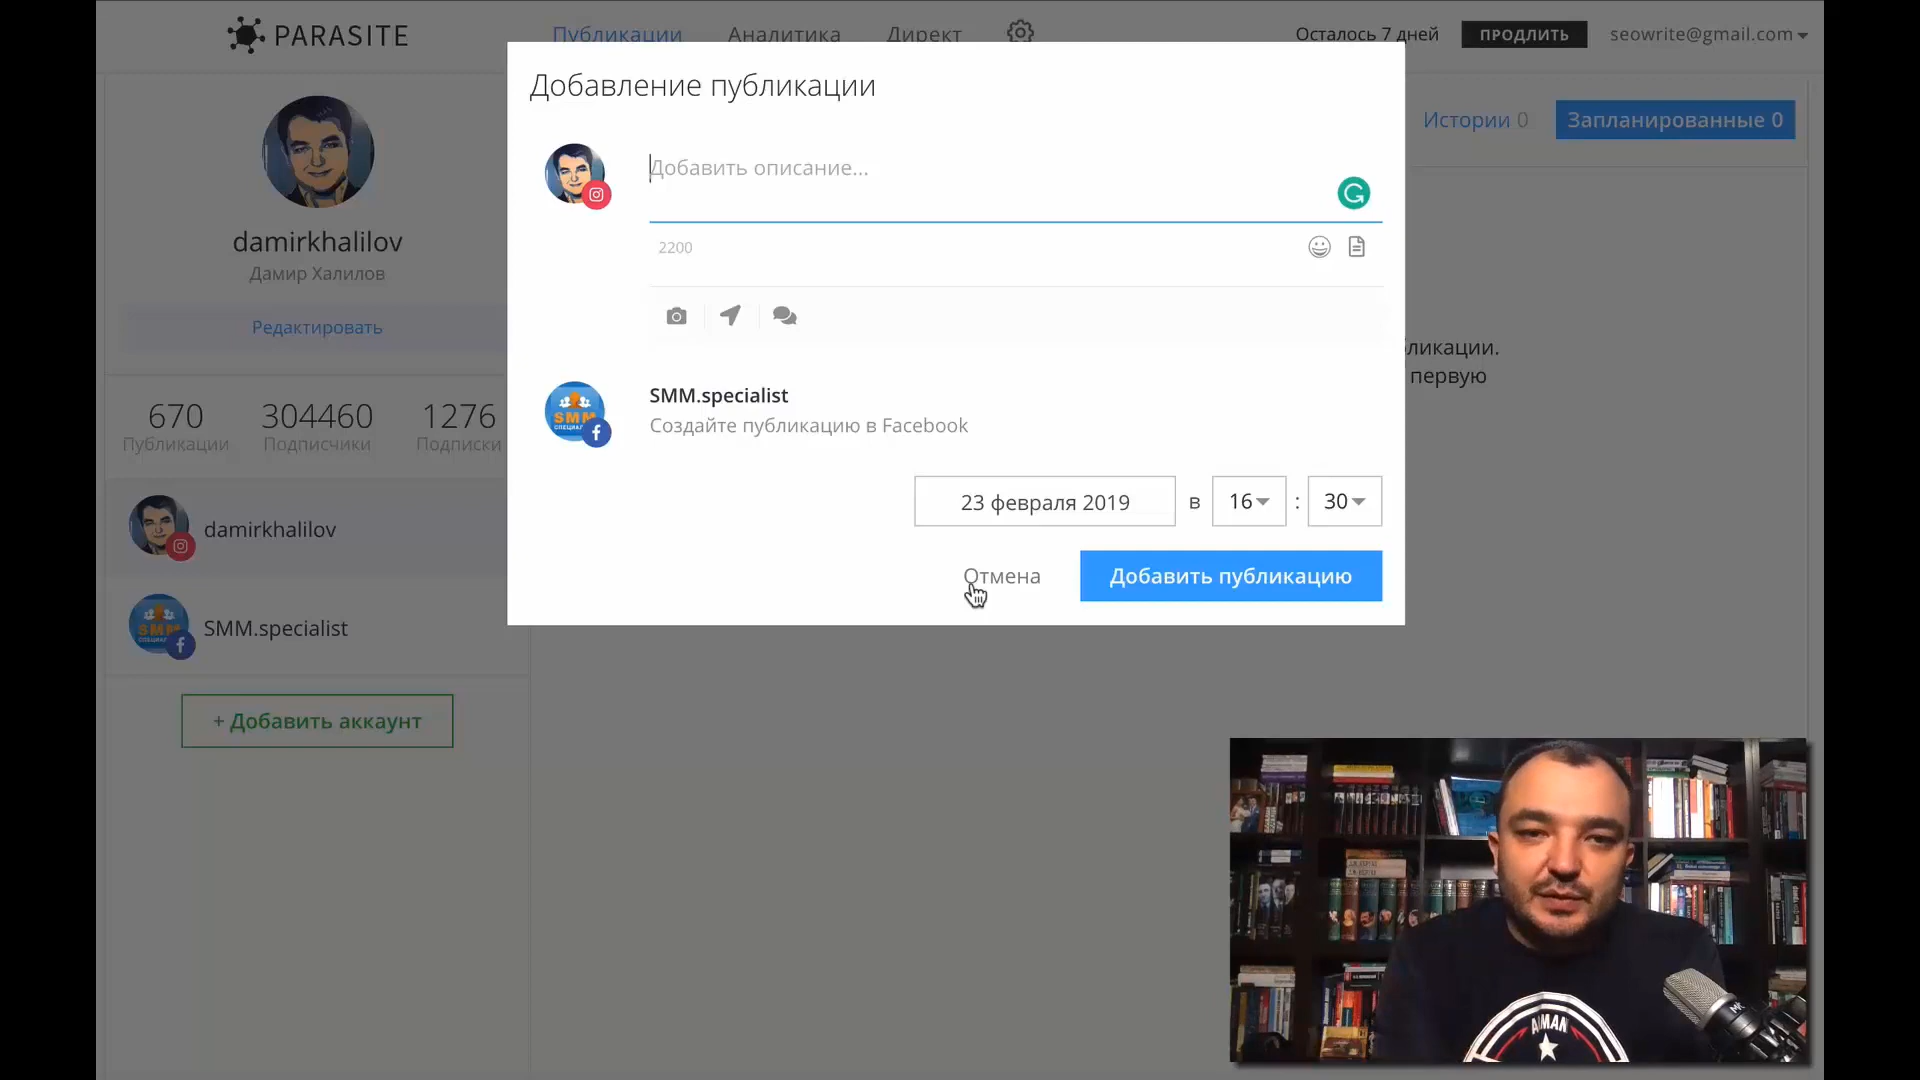 PARASITE
Публикации
Аналитика
Директ
Осталось 7 дней
ПРОДЛИТЬ
seowrite@gmail.com
Добавление публикации
Истории 0
Запланированные 0
Добавить описание...
2200
damirkhalilov
Дамир Халилов
Редактировать
бликации.
первую
670
304460
1276
Публикации
Подписчики
Подписки
SMM.specialist
Создайте публикацию в Facebook
23 февраля 2019
в
16
:
30
Отмена
Добавить публикацию
damirkhalilov
SMM.specialist
+ Добавить аккаунт